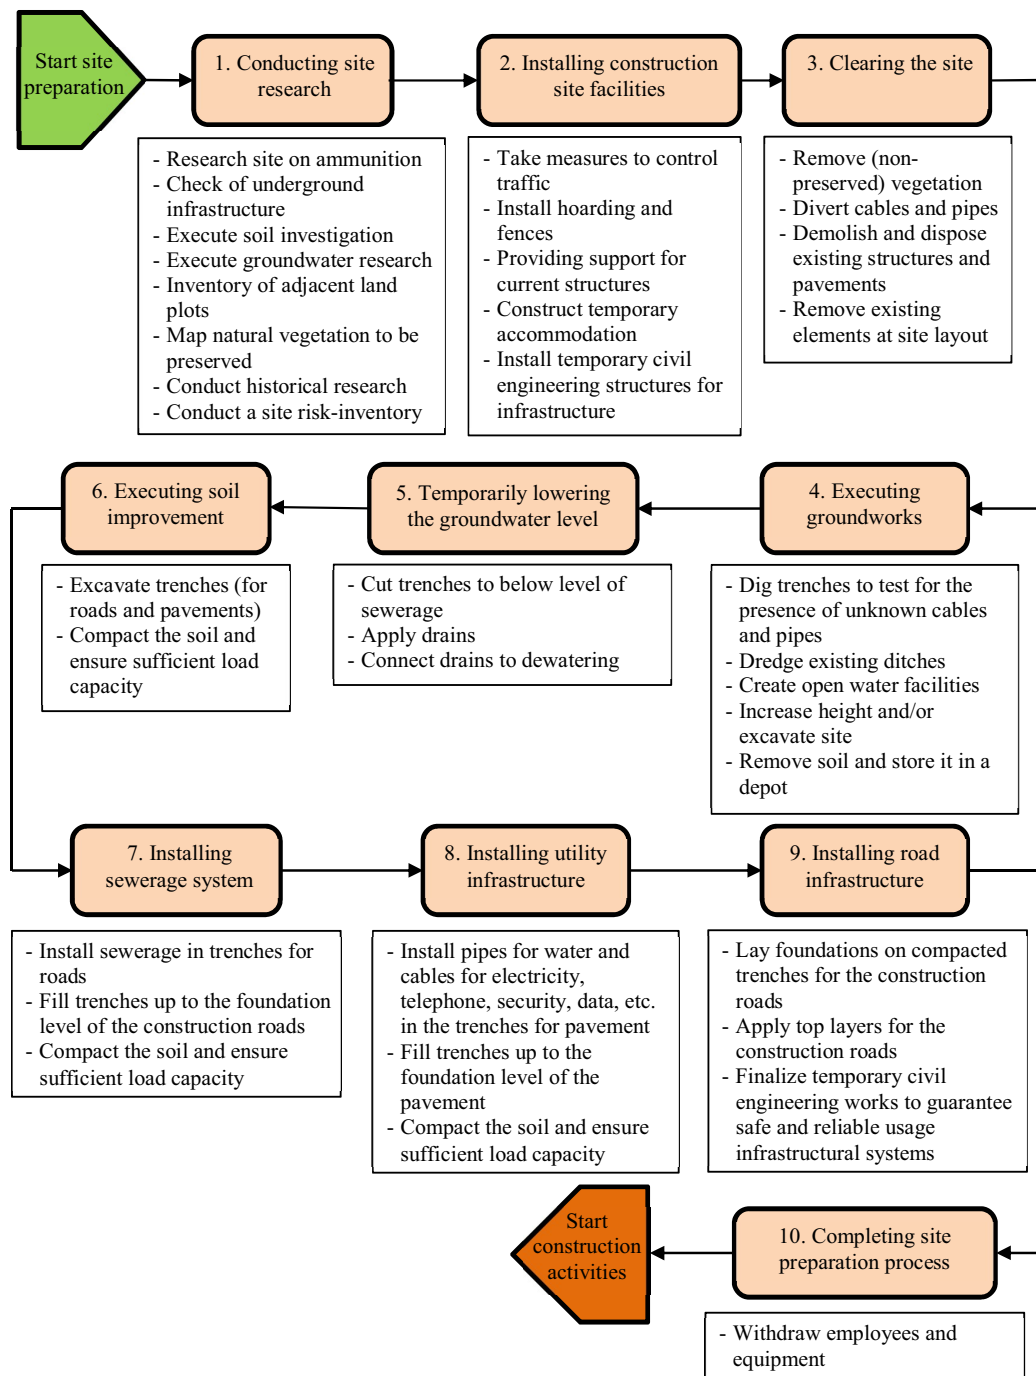 Start site
preparation
1. Conducting site
research
2. Installing construction
site facilities
3. Clearing the site
- Research site on ammunition
- Check of underground
infrastructure
- Execute soil investigation
- Execute groundwater research
- Inventory of adjacent land
plots
- Map natural vegetation to be
preserved
- Conduct historical research
- Conduct a site risk-inventory
- Take measures to control
traffic
- Install hoarding and
fences
- Providing support for
current structures
- Construct temporary
accommodation
- Install temporary civil
engineering structures for
infrastructure
- Remove (non-
preserved) vegetation
- Divert cables and pipes
- Demolish and dispose
existing structures and
pavements
- Remove existing
elements at site layout
4. Executing
groundworks
- Dig trenches to test for the
presence of unknown cables
and pipes
- Dredge existing ditches
- Create open water facilities
- Increase height and/or
excavate site
- Remove soil and store it in a
depot
5. Temporarily lowering
the groundwater level
- Cut trenches to below level of
sewerage
- Apply drains
- Connect drains to dewatering
6. Executing soil
improvement
- Excavate trenches (for
roads and pavements)
- Compact the soil and
ensure sufficient load
capacity
7. Installing
sewerage system
- Install sewerage in trenches for
roads
- Fill trenches up to the foundation
level of the construction roads
- Compact the soil and ensure
sufficient load capacity
8. Installing utility
infrastructure
- Install pipes for water and
cables for electricity,
telephone, security, data, etc.
in the trenches for pavement
- Fill trenches up to the
foundation level of the
pavement
- Compact the soil and ensure
sufficient load capacity
9. Installing road
infrastructure
- Lay foundations on compacted
trenches for the construction
roads
- Apply top layers for the
construction roads
- Finalize temporary civil
engineering works to guarantee
safe and reliable usage
infrastructural systems
10. Completing site
preparation process
- Withdraw employees and
equipment
Start
construction
activities